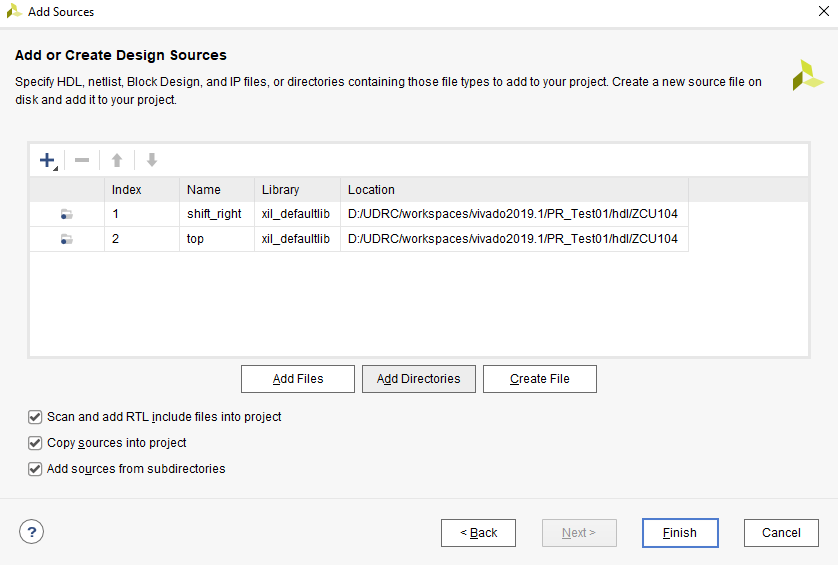 Add Sources
Add or Create Design Sources
Specify HDL, netlist, Block Design, and IP files, or directories containing those file types to add to your project. Create a new source file on
disk and add it to your project.
Index Name Library Location
1 shift_right xil_defaultlib D:/UDRC/workspaces/vivado2019.1/PR_Test01/hdl/ZCU104
2 top xil_defaultlib D:/UDRC/workspaces/vivado2019.1/PR_Test01/hdl/ZCU104
Add Files Add Directories Create File
Scan and add RTL include files into project
Copy sources into project
Add sources from subdirectories
? < Back Next > Finish Cancel